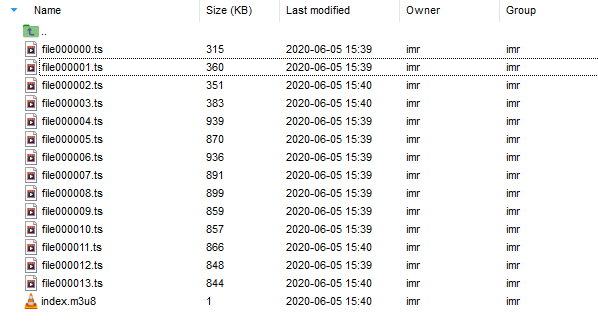 Name Size (KB) Last modified Owner Group
..
file000000.ts 315 2020-06-05 15:39 imr imr
file000001.ts 360 2020-06-05 15:39 imr imr
file000002.ts 351 2020-06-05 15:40 imr imr
file000003.ts 383 2020-06-05 15:40 imr imr
file000004.ts 939 2020-06-05 15:39 imr imr
file000005.ts 870 2020-06-05 15:39 imr imr
file000006.ts 936 2020-06-05 15:39 imr imr
file000007.ts 891 2020-06-05 15:39 imr imr
file000008.ts 899 2020-06-05 15:39 imr imr
file000009.ts 859 2020-06-05 15:39 imr imr
file000010.ts 857 2020-06-05 15:39 imr imr
file000011.ts 866 2020-06-05 15:40 imr imr
file000012.ts 848 2020-06-05 15:39 imr imr
file000013.ts 844 2020-06-05 15:40 imr imr
index.m3u8 1 2020-06-05 15:40 imr imr